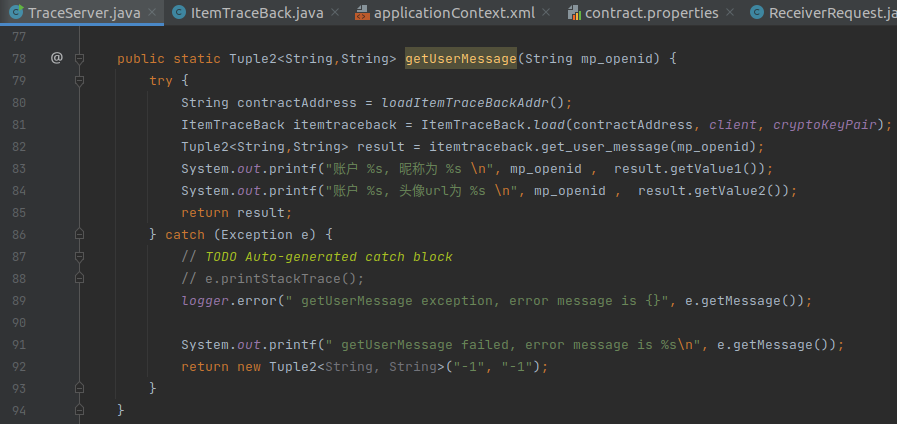 TraceServer.java × ItemTraceBack.java × applicationContext.xml × contract.properties × ReceiverRequest.ja
77
78 @ public static Tuple2<String,String> getUserMessage(String mp_openid) {
79 try {
80 String contractAddress = loadItemTraceBackAddr();
81 ItemTraceBack itemtraceback = ItemTraceBack.load(contractAddress, client, cryptoKeyPair);
82 Tuple2<String,String> result = itemtraceback.get_user_message(mp_openid);
83 System.out.printf("账户 %s, 昵称为 %s \n", mp_openid ,  result.getValue1());
84 System.out.printf("账户 %s, 头像url为 %s \n", mp_openid ,  result.getValue2());
85 return result;
86 } catch (Exception e) {
87 // TODO Auto-generated catch block
88 // e.printStackTrace();
89 logger.error(" getUserMessage exception, error message is {}", e.getMessage());
90
91 System.out.printf(" getUserMessage failed, error message is %s\n", e.getMessage());
92 return new Tuple2<String, String>("-1", "-1");
93 }
94 }